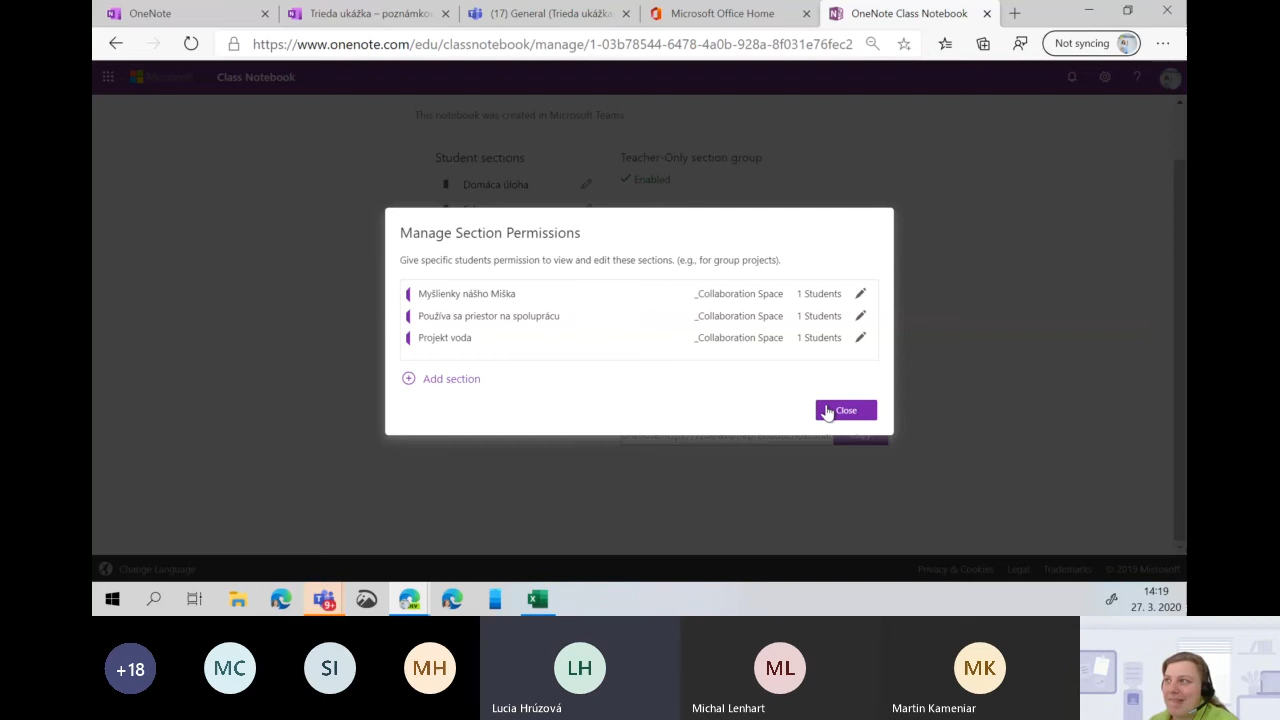 OneNote
Trieda ukážka – poznámko
(17) General (Trieda ukážka
Microsoft Office Home
OneNote Class Notebook
https://www.onenote.com/edu/classnotebook/manage/1-03b78544-6478-4a0b-928a-8f031e76fec2
Not syncing
Microsoft
Class Notebook
This notebook was created in Microsoft Teams
Student sections
Teacher-Only section group
Domáca úloha
Enabled
Manage Section Permissions
Give specific students permission to view and edit these sections. (e.g., for group projects).
Myšlienky nášho Miška _Collaboration Space 1 Students
Používa sa priestor na spoluprácu _Collaboration Space 1 Students
Projekt voda _Collaboration Space 1 Students
Add section
Close
Change Language
Privacy & Cookies Legal Trademarks © 2019 Microsoft
9+
14:19
27. 3. 2020
+18
MC
SI
MH
LH
ML
MK
Lucia Hrúzová
Michal Lenhart
Martin Kameniar